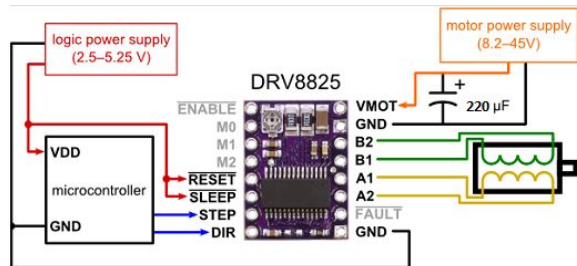 logic power supply
(2.5–5.25 V)
motor power supply
(8.2–45V)
DRV8825
ENABLE
M0
M1
M2
RESET
SLEEP
STEP
DIR
VMOT
GND
B2
B1
A1
A2
FAULT
GND
+
220 µF
VDD
microcontroller
GND